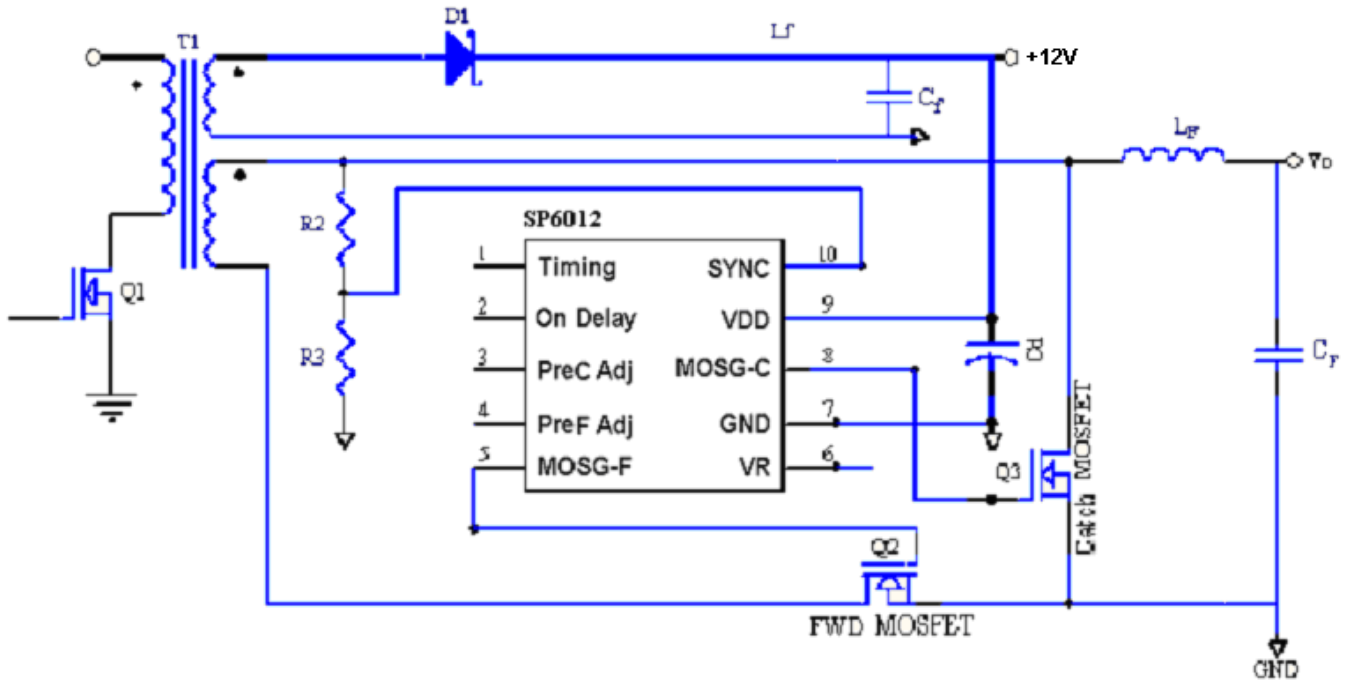 D1
Lf
T1
+12V
Cf
LF
VO
R2
SP6012
1 Timing SYNC 10
Q1
2 On Delay VDD 9
R3
3 PreC Adj MOSG-C 8
Cd
CF
4 PreF Adj GND 7
5 MOSG-F VR 6
Q3
Catch MOSFET
Q2
FWD MOSFET
GND